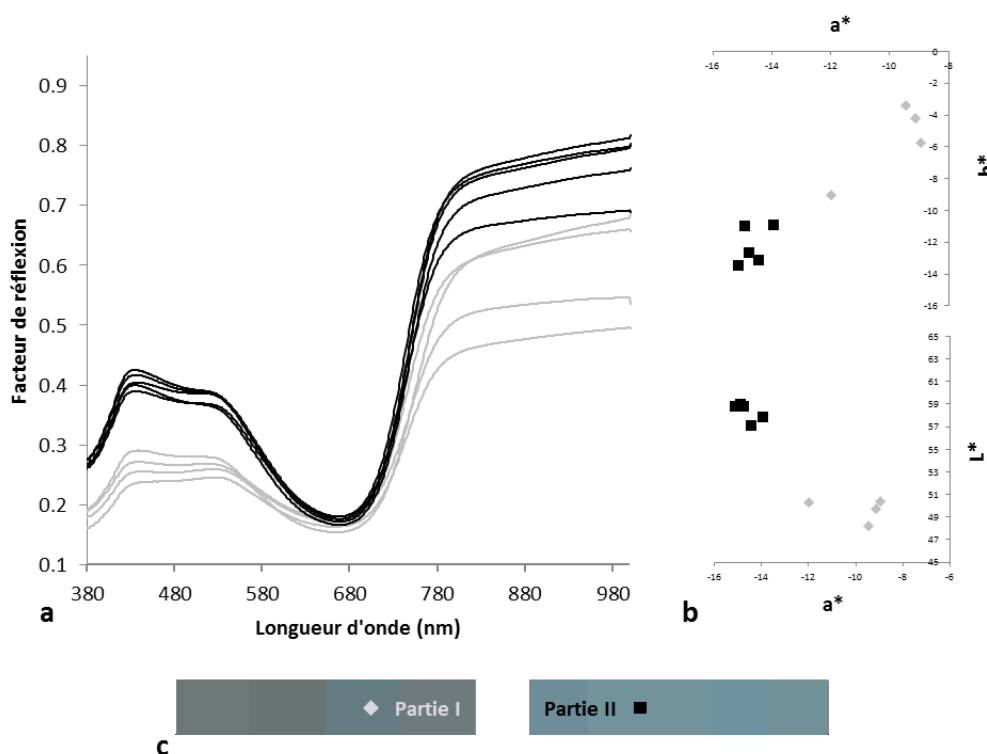 0.9
0.8
0.7
0.6
0.5
0.4
0.3
0.2
0.1
Facteur de réflexion
380 480 580 680 780 880 980
Longueur d'onde (nm)
a
a*
-16 -14 -12 -10 -8 -6
0
-2
-4
-6
-8
-10
-12
-14
-16
b*
65
63
61
59
57
55
53
51
49
47
45
L*
-16 -14 -12 -10 -8 -6
a*
b
Partie I
Partie II
c